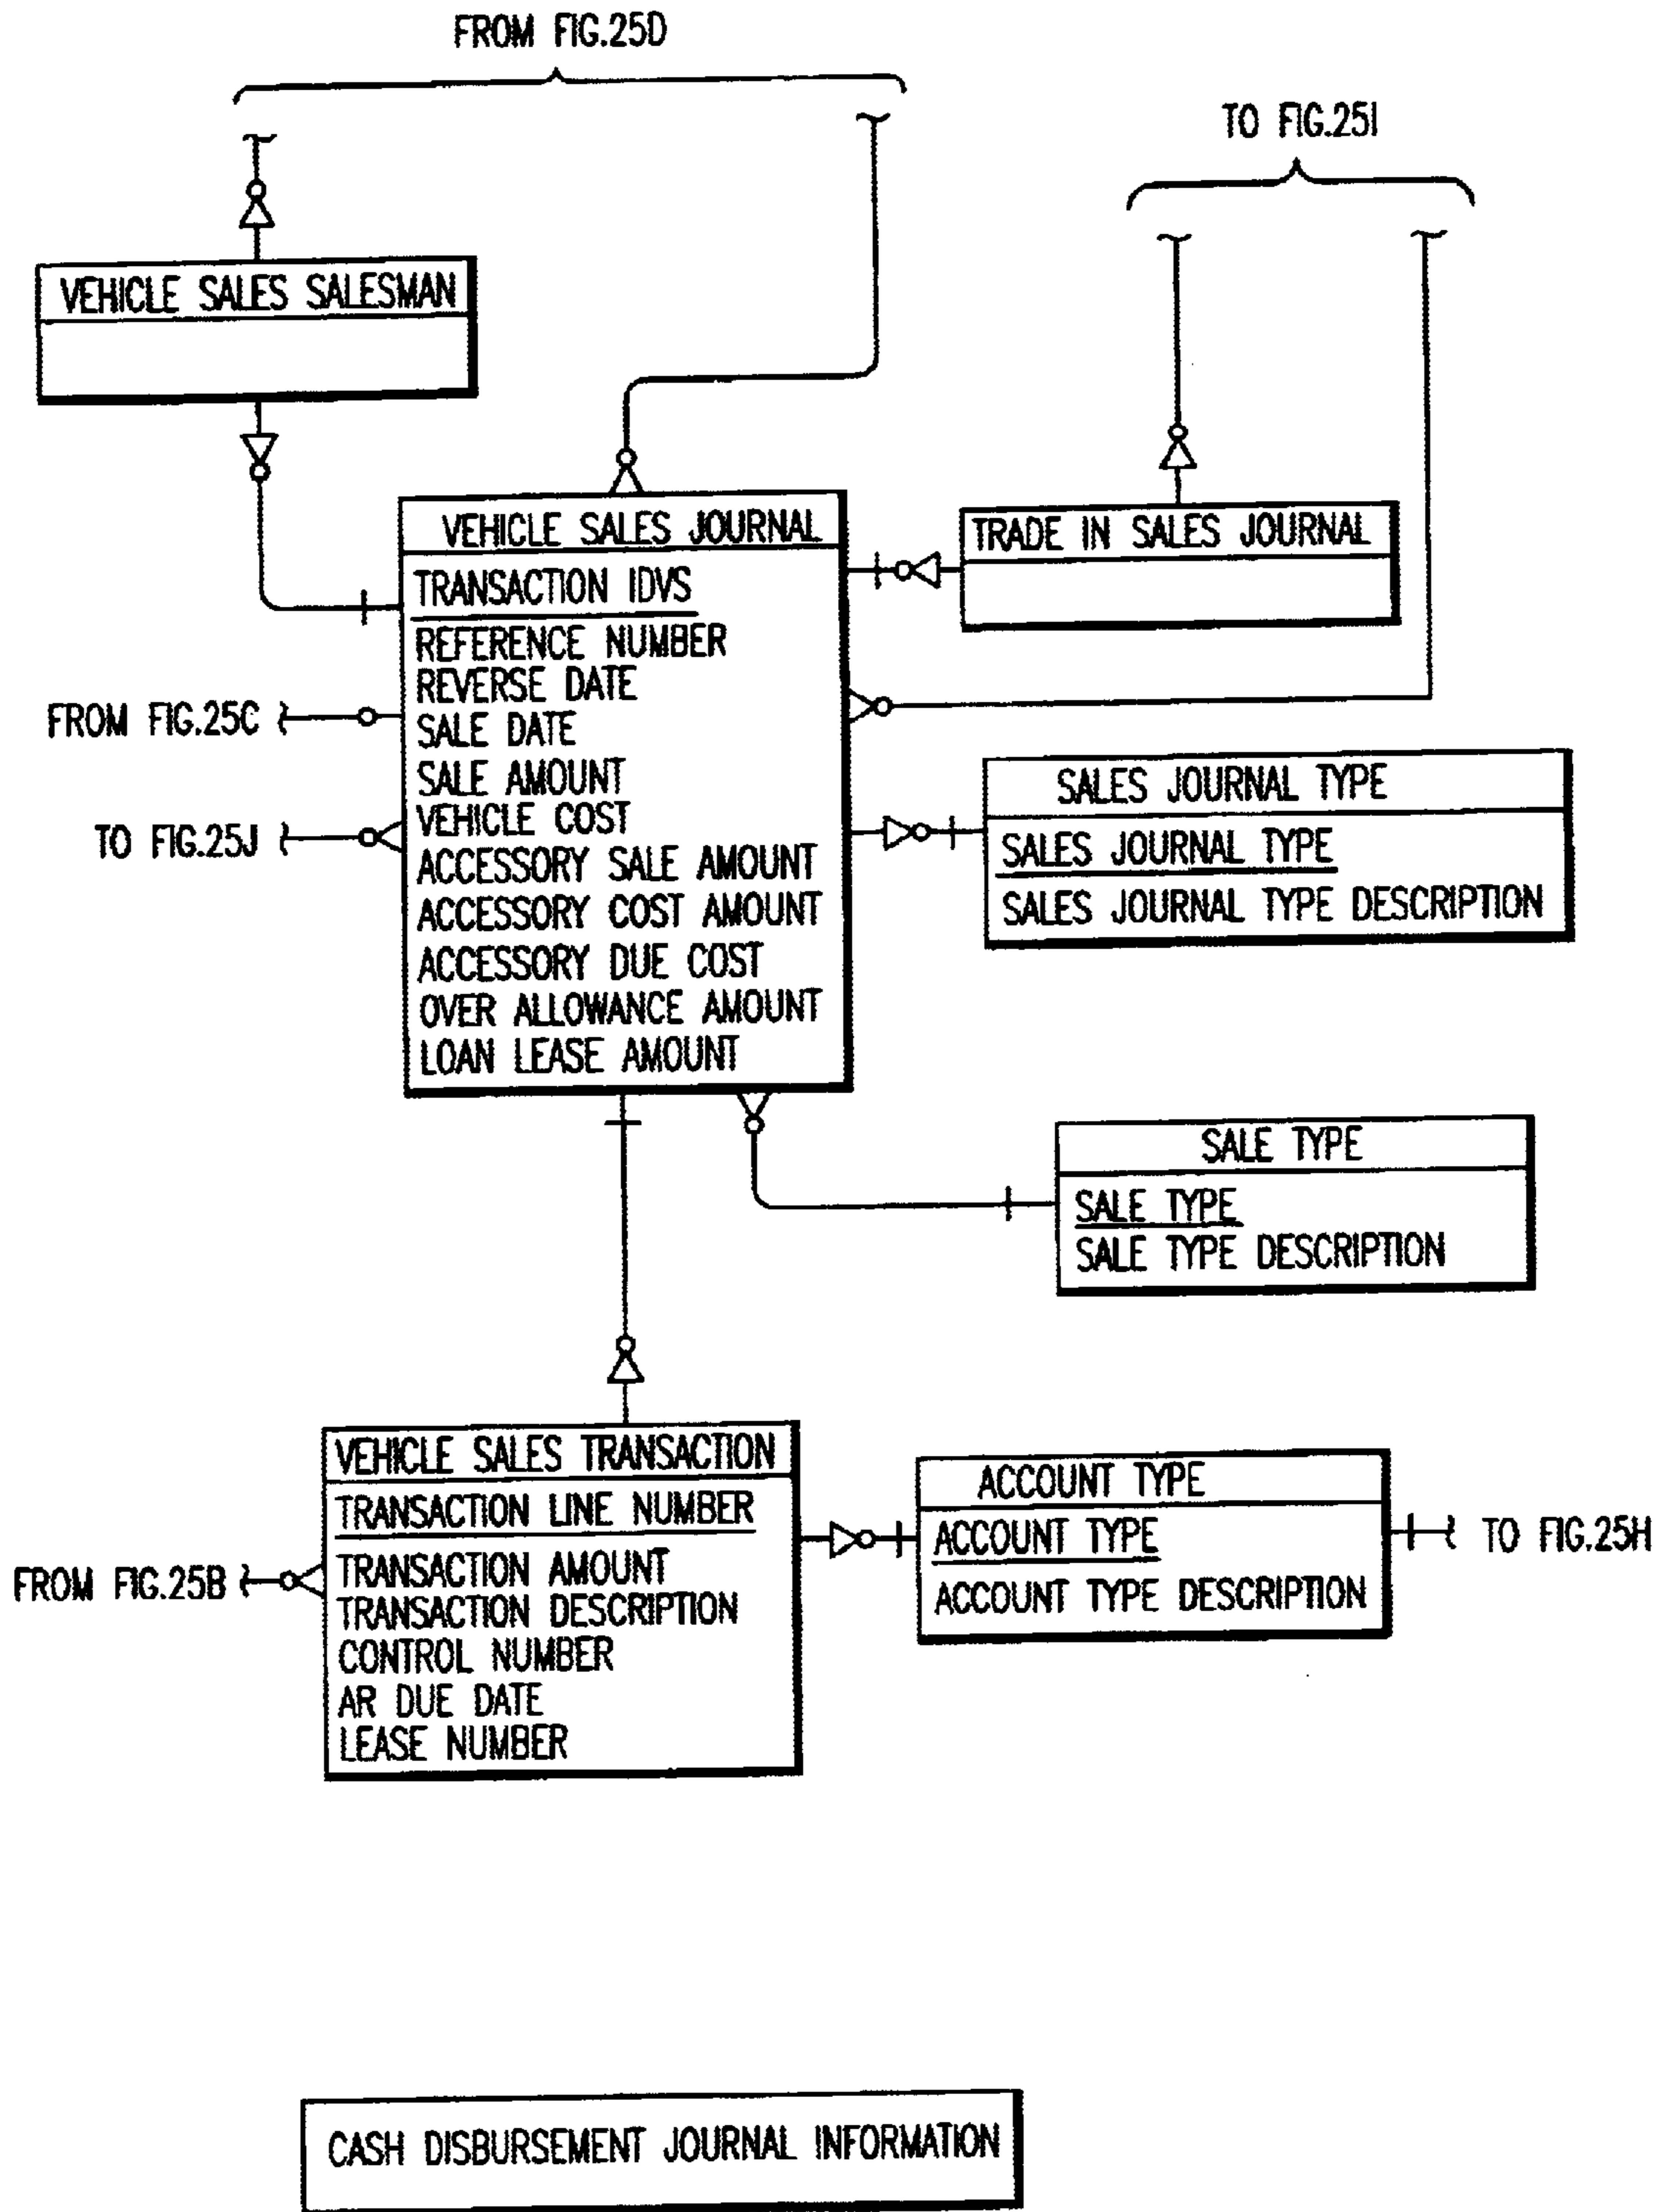 FROM FIG.25D
TO FIG.25I
VEHICLE SALES SALESMAN
VEHICLE SALES JOURNAL
TRANSACTION IDVS
REFERENCE NUMBER
REVERSE DATE
SALE DATE
SALE AMOUNT
VEHICLE COST
ACCESSORY SALE AMOUNT
ACCESSORY COST AMOUNT
ACCESSORY DUE COST
OVER ALLOWANCE AMOUNT
LOAN LEASE AMOUNT
TRADE IN SALES JOURNAL
FROM FIG.25C
TO FIG.25J
SALES JOURNAL TYPE
SALES JOURNAL TYPE
SALES JOURNAL TYPE DESCRIPTION
SALE TYPE
SALE TYPE
SALE TYPE DESCRIPTION
VEHICLE SALES TRANSACTION
TRANSACTION LINE NUMBER
TRANSACTION AMOUNT
TRANSACTION DESCRIPTION
CONTROL NUMBER
AR DUE DATE
LEASE NUMBER
FROM FIG.25B
ACCOUNT TYPE
ACCOUNT TYPE
ACCOUNT TYPE DESCRIPTION
TO FIG.25H
CASH DISBURSEMENT JOURNAL INFORMATION